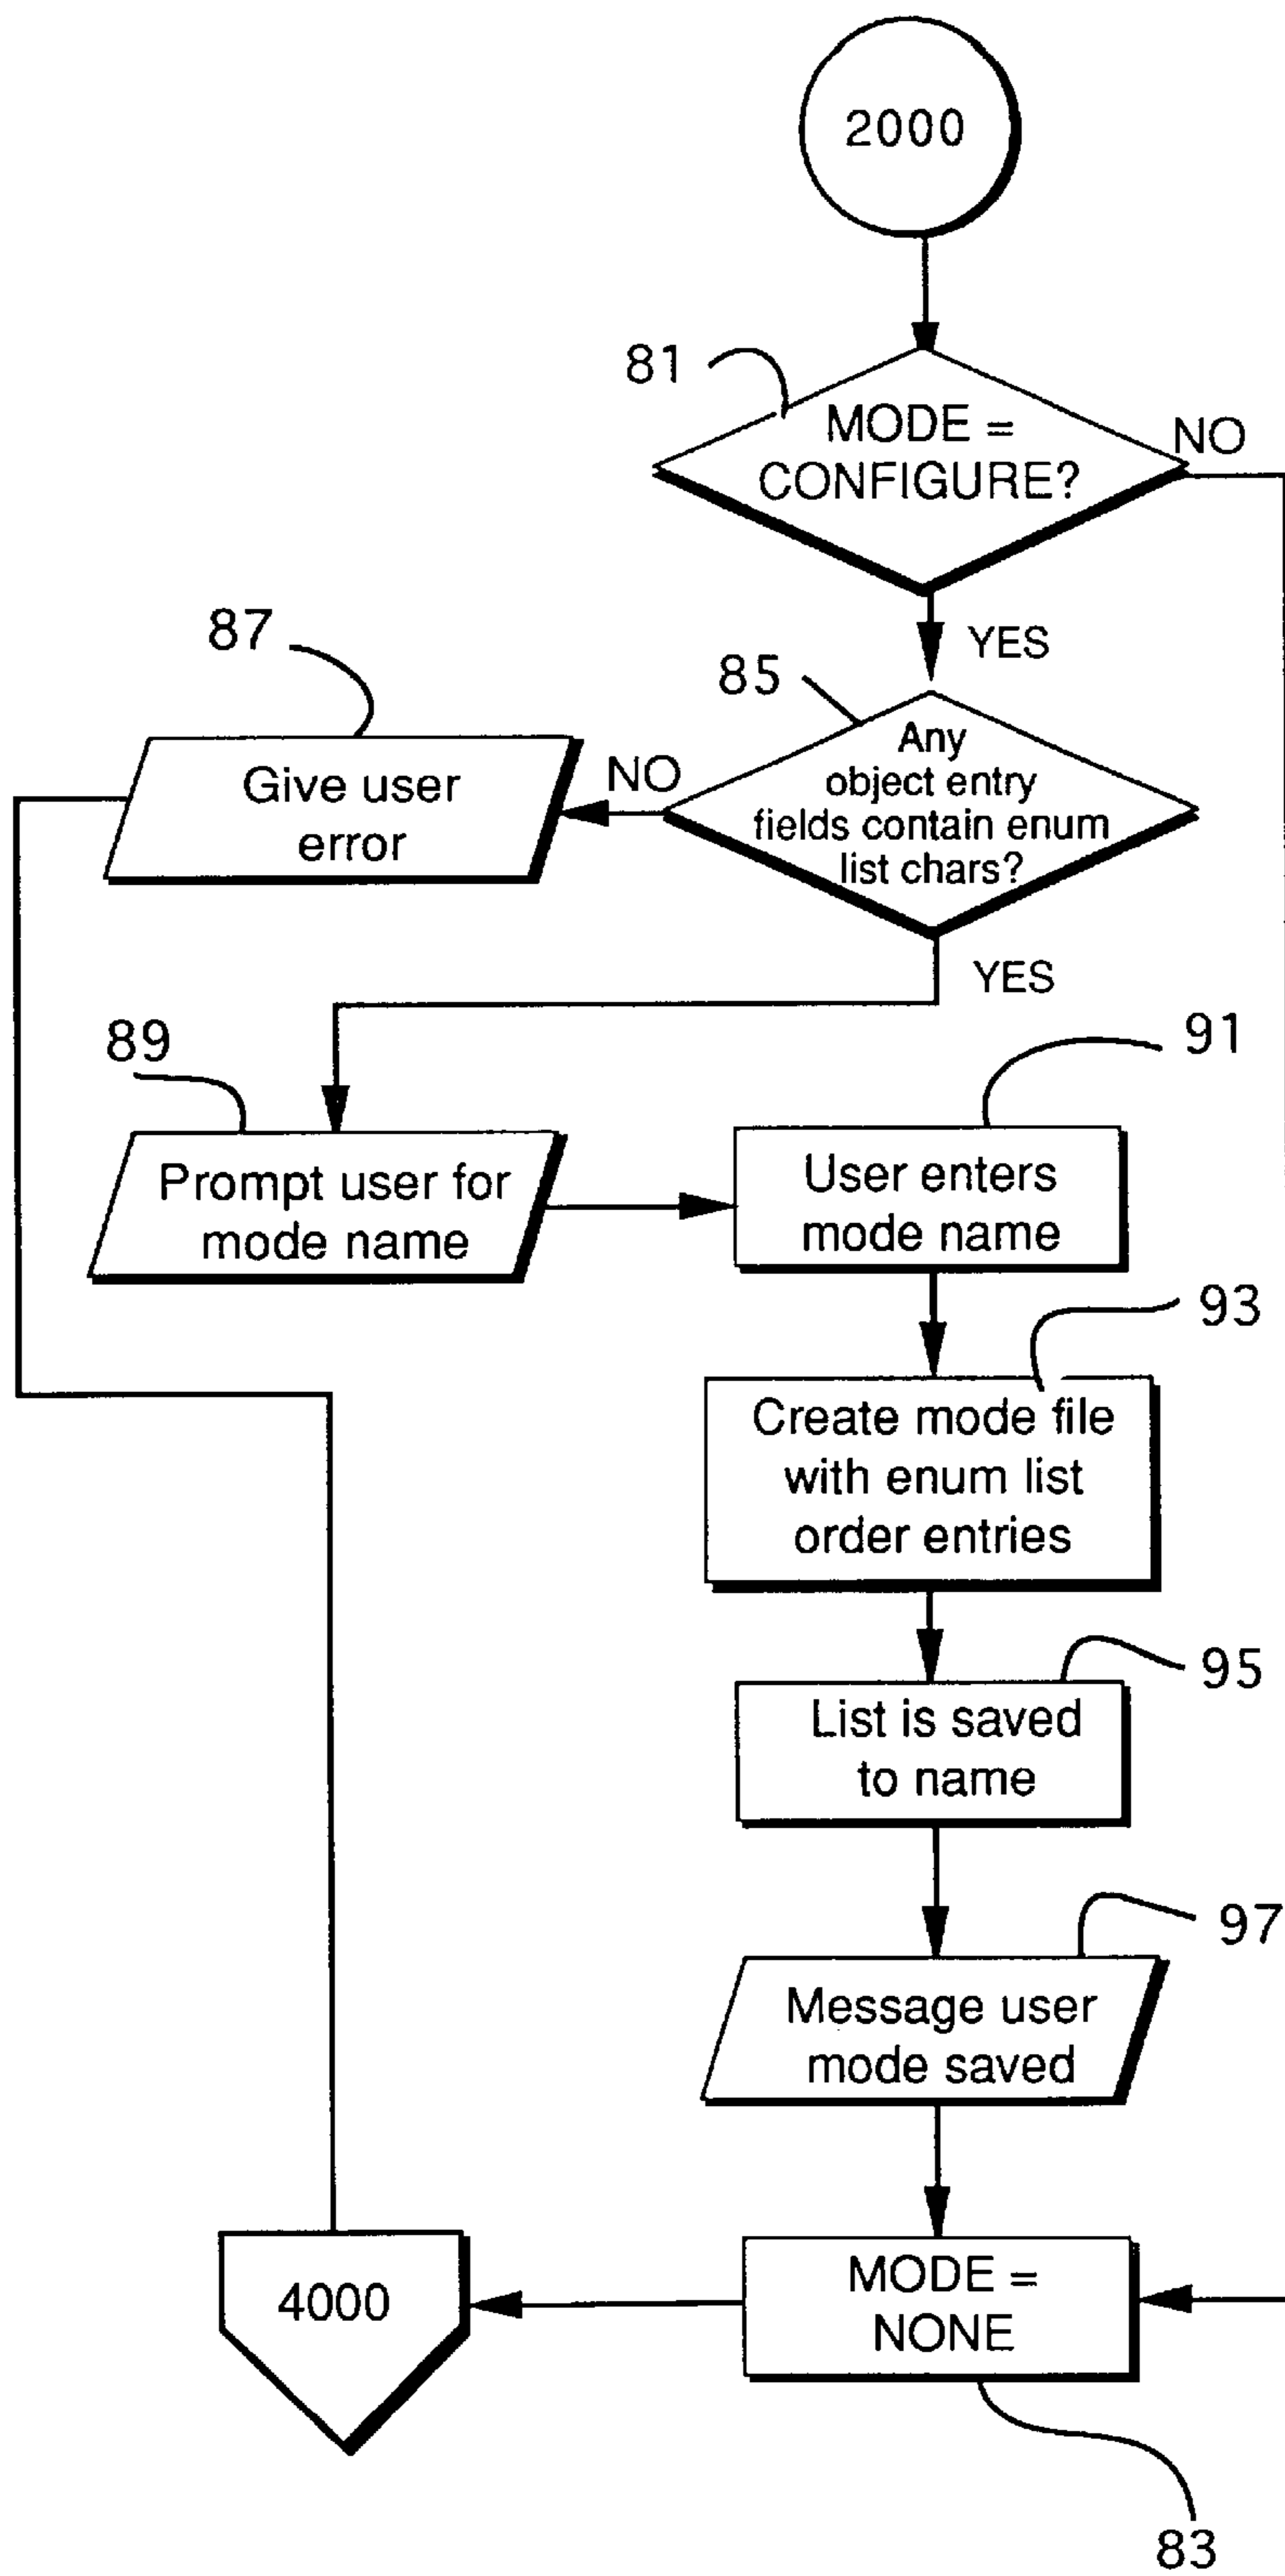 2000
81
MODE =
CONFIGURE?
NO
YES
87
85
Any
object entry
fields contain enum
list chars?
NO
Give user
error
YES
89
91
Prompt user for
mode name
User enters
mode name
93
Create mode file
with enum list
order entries
95
List is saved
to name
97
Message user
mode saved
4000
MODE =
NONE
83